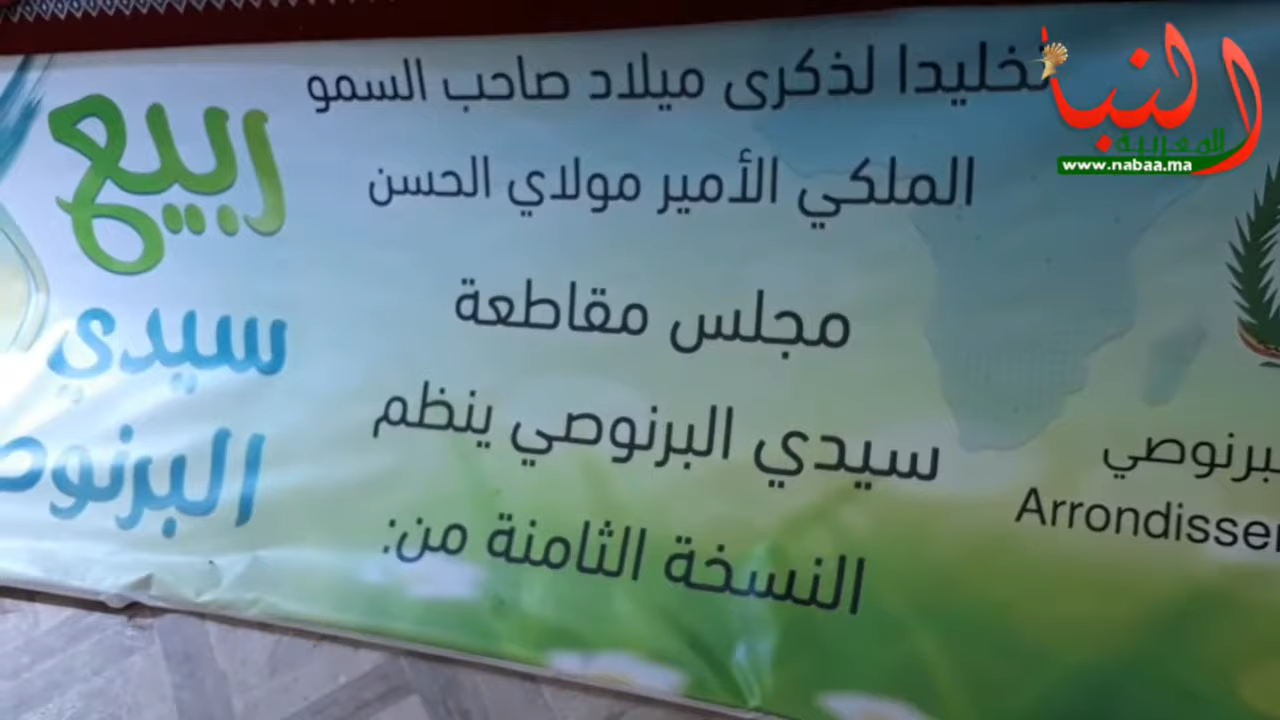 النبأ
المغربية
www.nabaa.ma
تخليدا لذكرى ميلاد صاحب السمو
الملكي الأمير مولاي الحسن
مجلس مقاطعة
سيدي البرنوصي ينظم
النسخة الثامنة من:
ربيع
سيدي
البرنوص
لبرنوصي
Arrondisse